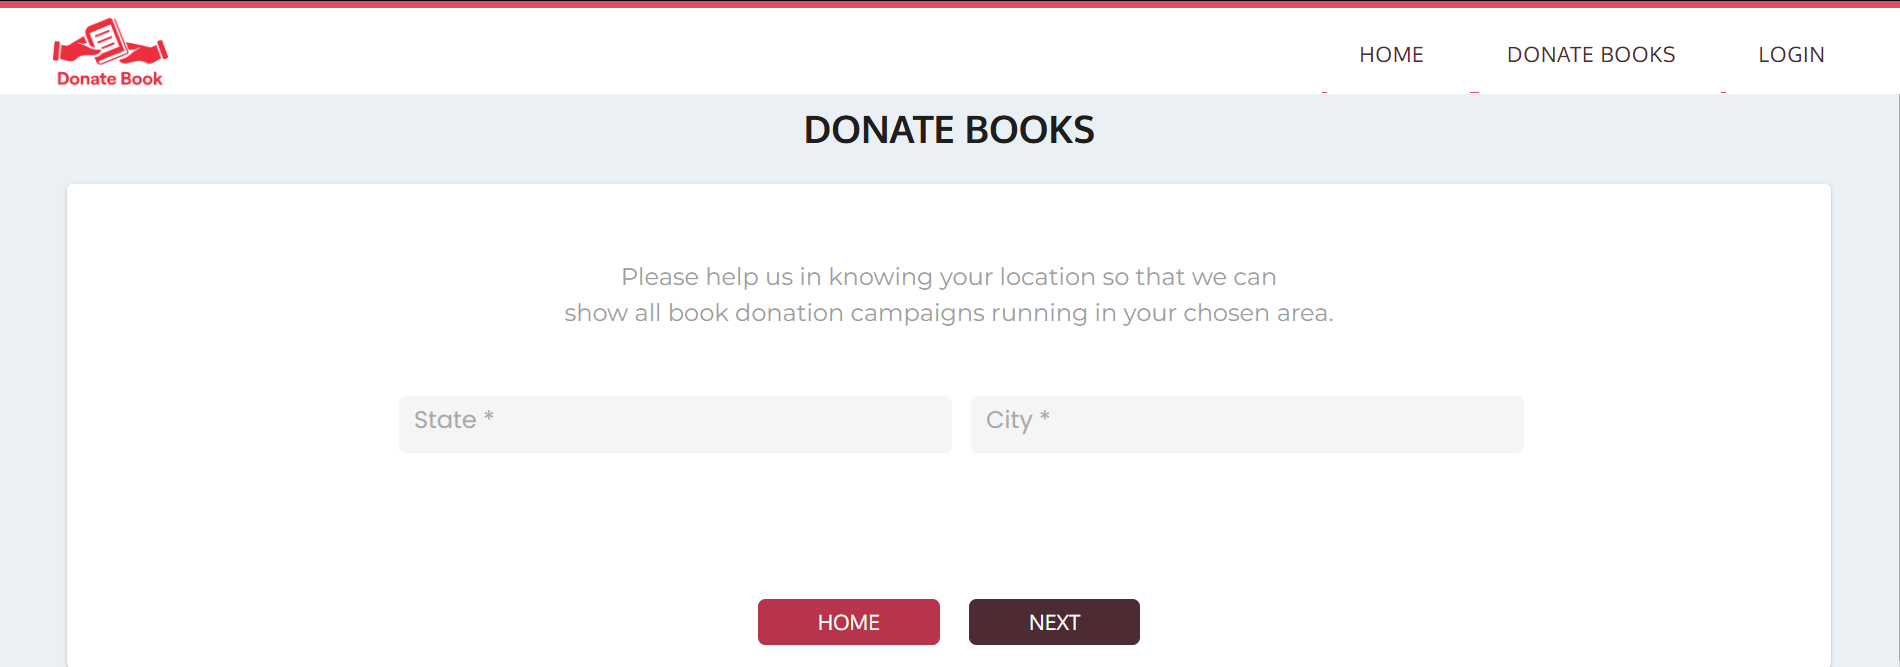 Donate Book
HOME DONATE BOOKS LOGIN
DONATE BOOKS
Please help us in knowing your location so that we can
show all book donation campaigns running in your chosen area.
State * City *
HOME NEXT